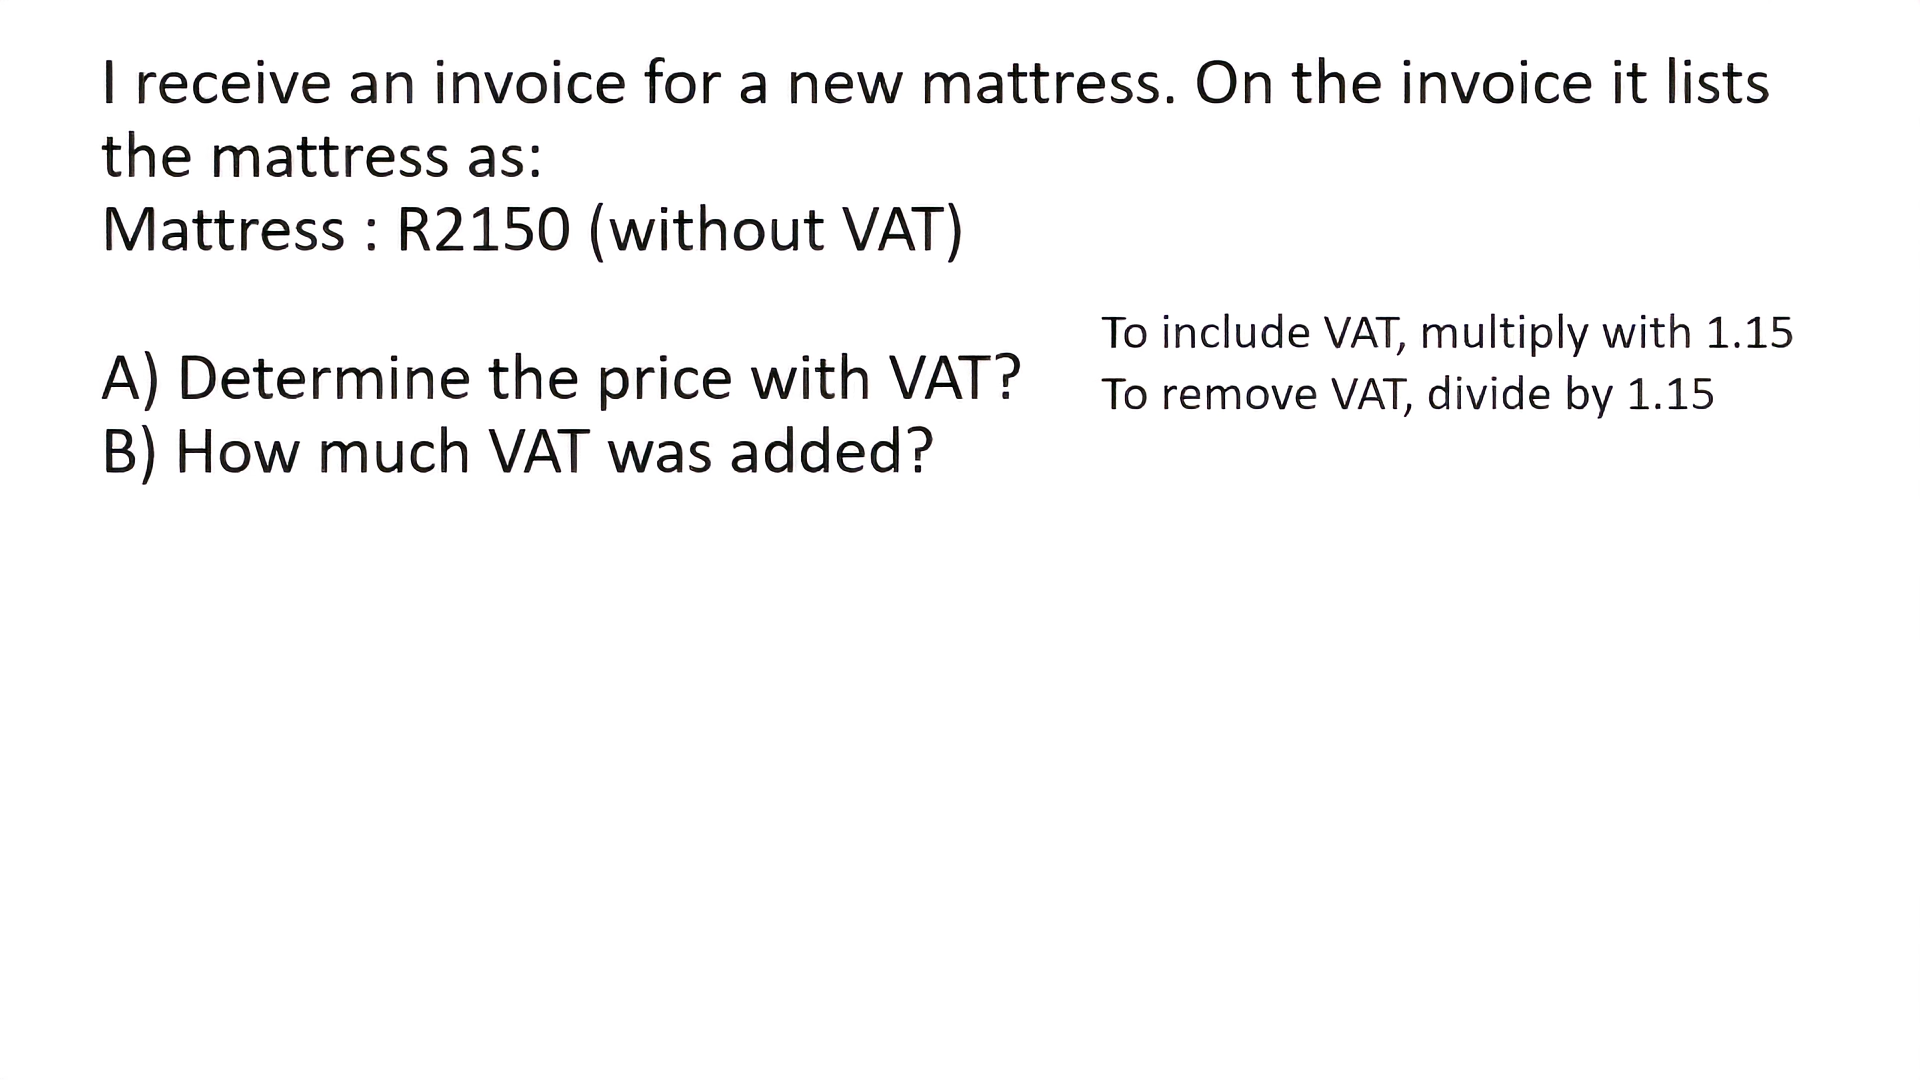 I receive an invoice for a new mattress. On the invoice it lists
the mattress as:
Mattress : R2150 (without VAT)
A) Determine the price with VAT?
B) How much VAT was added?
To include VAT, multiply with 1.15
To remove VAT, divide by 1.15